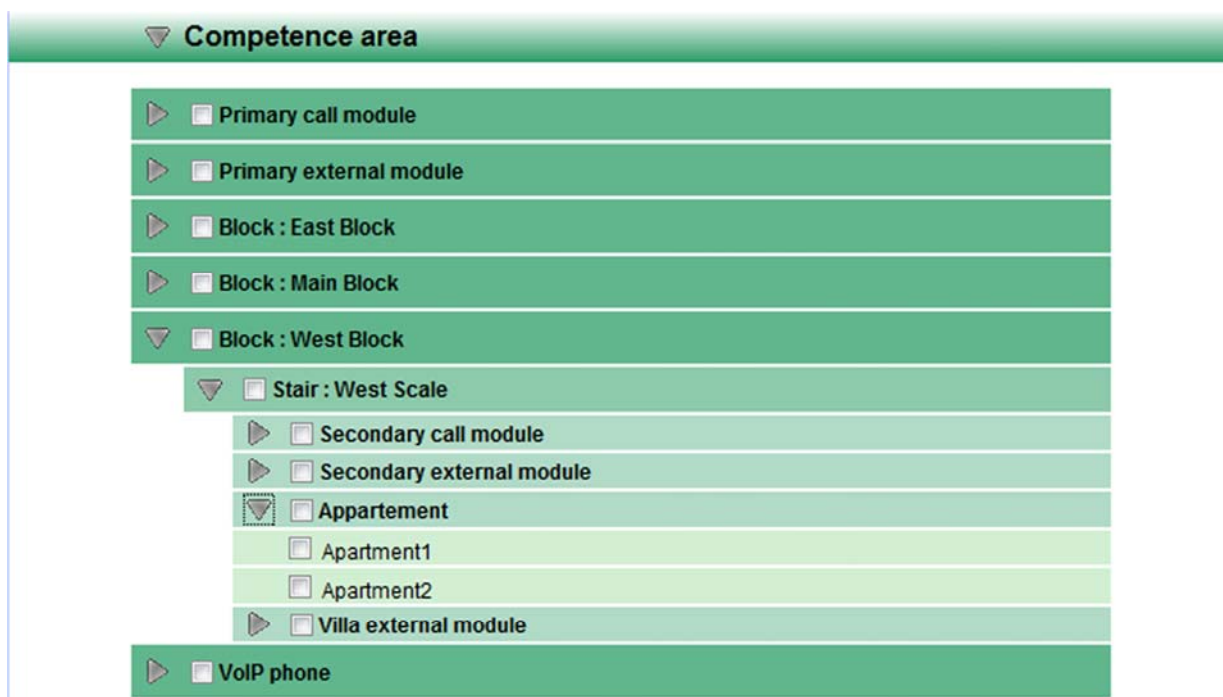 Competence area
Primary call module
Primary external module
Block : East Block
Block : Main Block
Block : West Block
Stair : West Scale
Secondary call module
Secondary external module
Appartement
Apartment1
Apartment2
Villa external module
VoIP phone